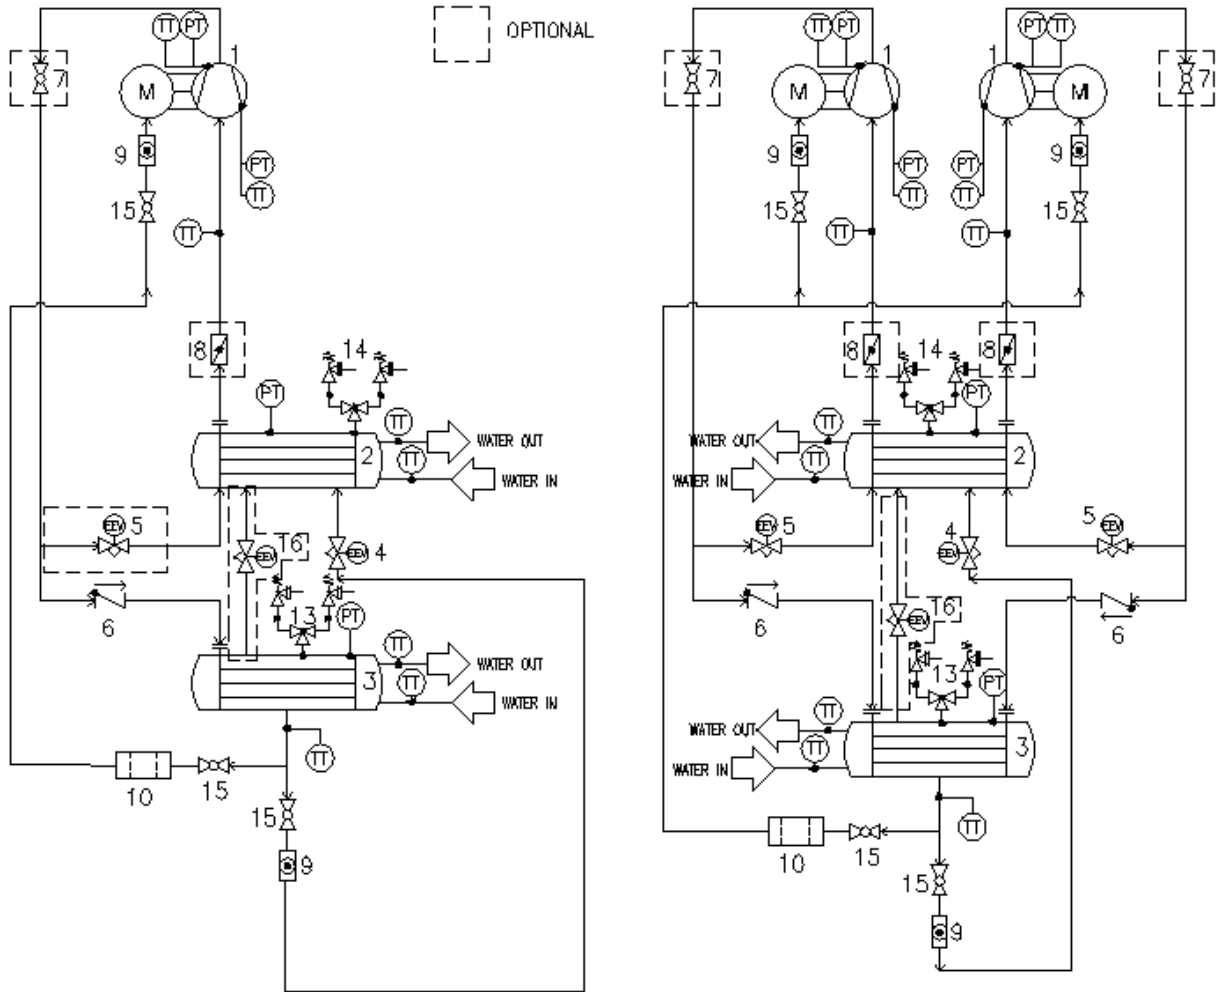 OPTIONAL
TT PT 1
7
M
9
PT
TT
15
TT
8
14
PT
TT
WATER OUT
2
TT
WATER IN
EEV 5
16
EEV
EEV 4
6
13
PT
TT
WATER OUT
3
TT
WATER IN
TT
10
15
15
9
TT PT 1
1 PT TT
7
7
M
M
9
9
PT
PT
TT
TT
15
15
TT
TT
8
8
14
PT
TT
WATER OUT
2
TT
WATER IN
EEV 5
4
EEV
5 EEV
16
EEV
6
6
13
PT
TT
WATER OUT
3
TT
WATER IN
TT
10
15
15
9